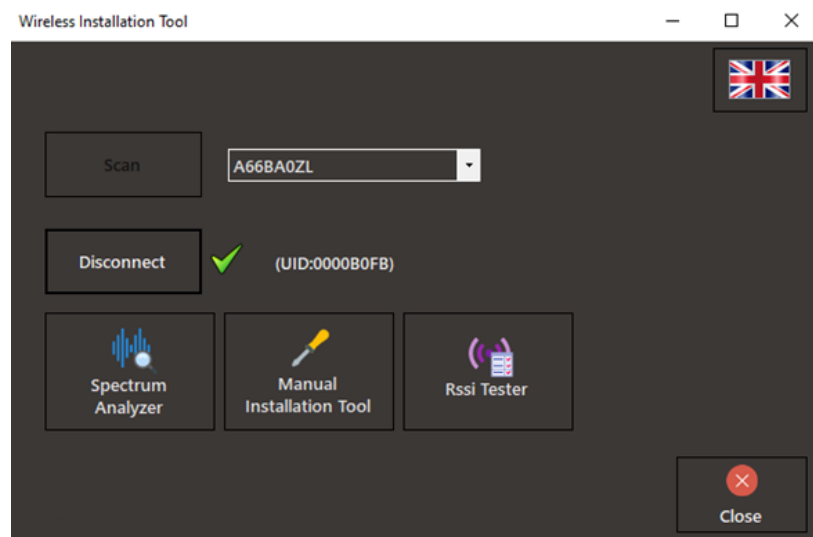 Wireless Installation Tool
Scan
A66BA0ZL
Disconnect
(UID:0000B0FB)
Spectrum
Analyzer
Manual
Installation Tool
Rssi Tester
Close